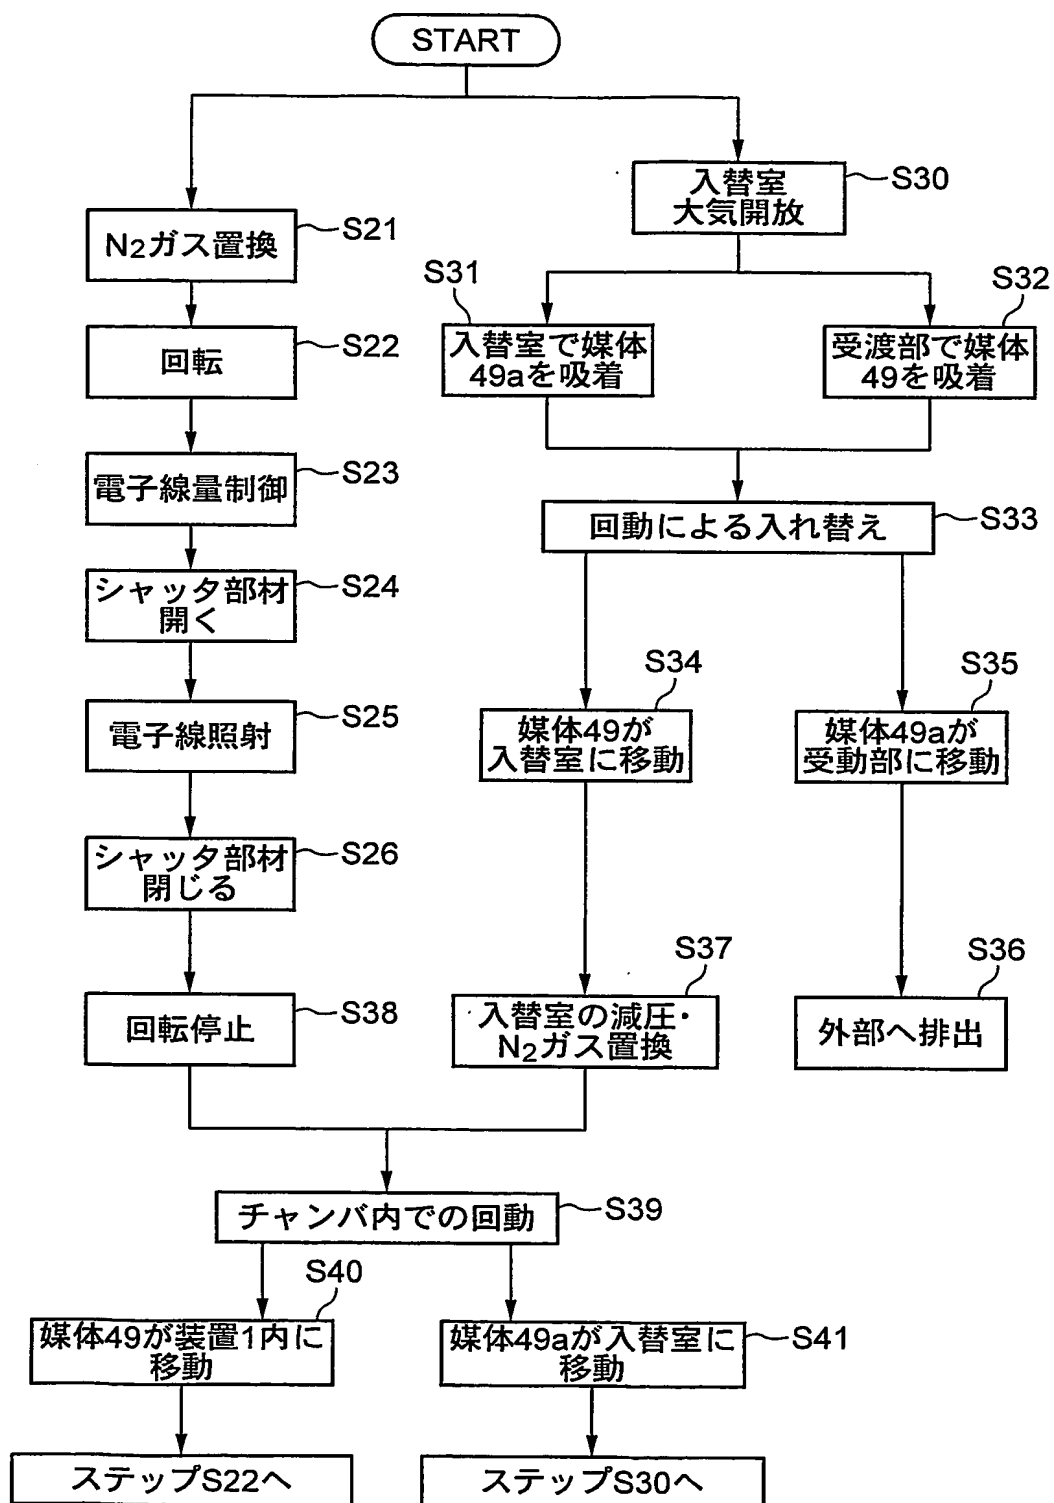 START
N2ガス置換
S21
回転
S22
電子線量制御
S23
シャッタ部材
開く
S24
電子線照射
S25
シャッタ部材
閉じる
S26
回転停止
S38
入替室
大気開放
S30
S31
入替室で媒体
49aを吸着
S32
受渡部で媒体
49を吸着
回動による入れ替え
S33
S34
媒体49が
入替室に移動
S35
媒体49aが
受動部に移動
S37
入替室の減圧・
N2ガス置換
S36
外部へ排出
チャンバ内での回動
S39
S40
媒体49が装置1内に
移動
媒体49aが入替室に
移動
S41
ステップS22へ
ステップS30へ